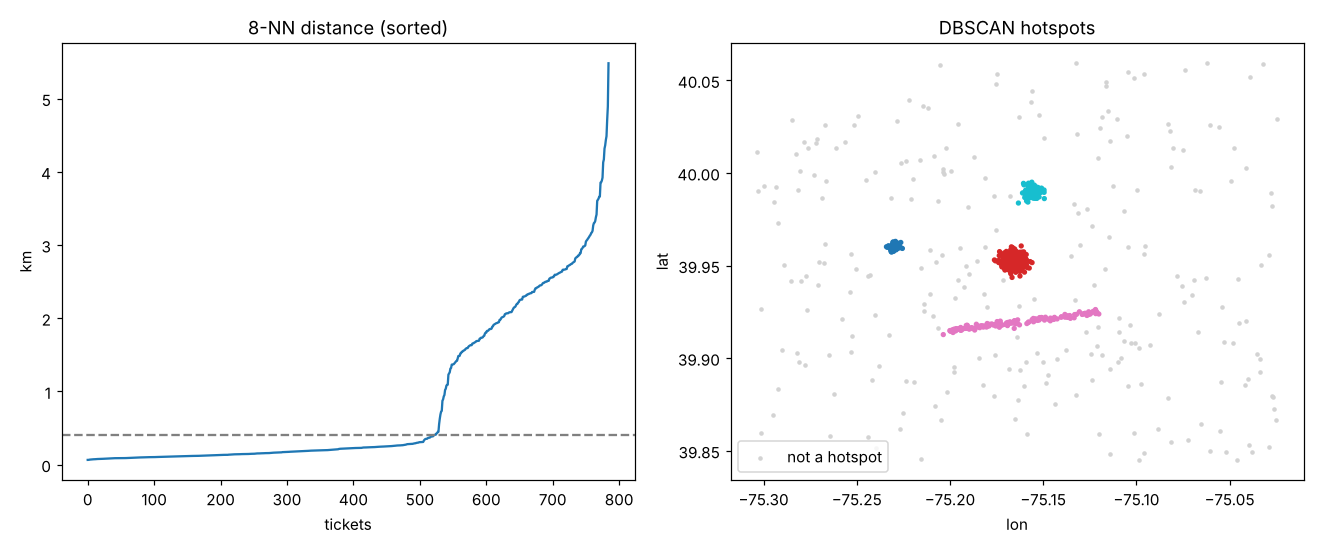 8-NN distance (sorted)
km
5
4
3
2
1
0
0 100 200 300 400 500 600 700 800
tickets
DBSCAN hotspots
lat
40.05
40.00
39.95
39.90
39.85
not a hotspot
−75.30 −75.25 −75.20 −75.15 −75.10 −75.05
lon